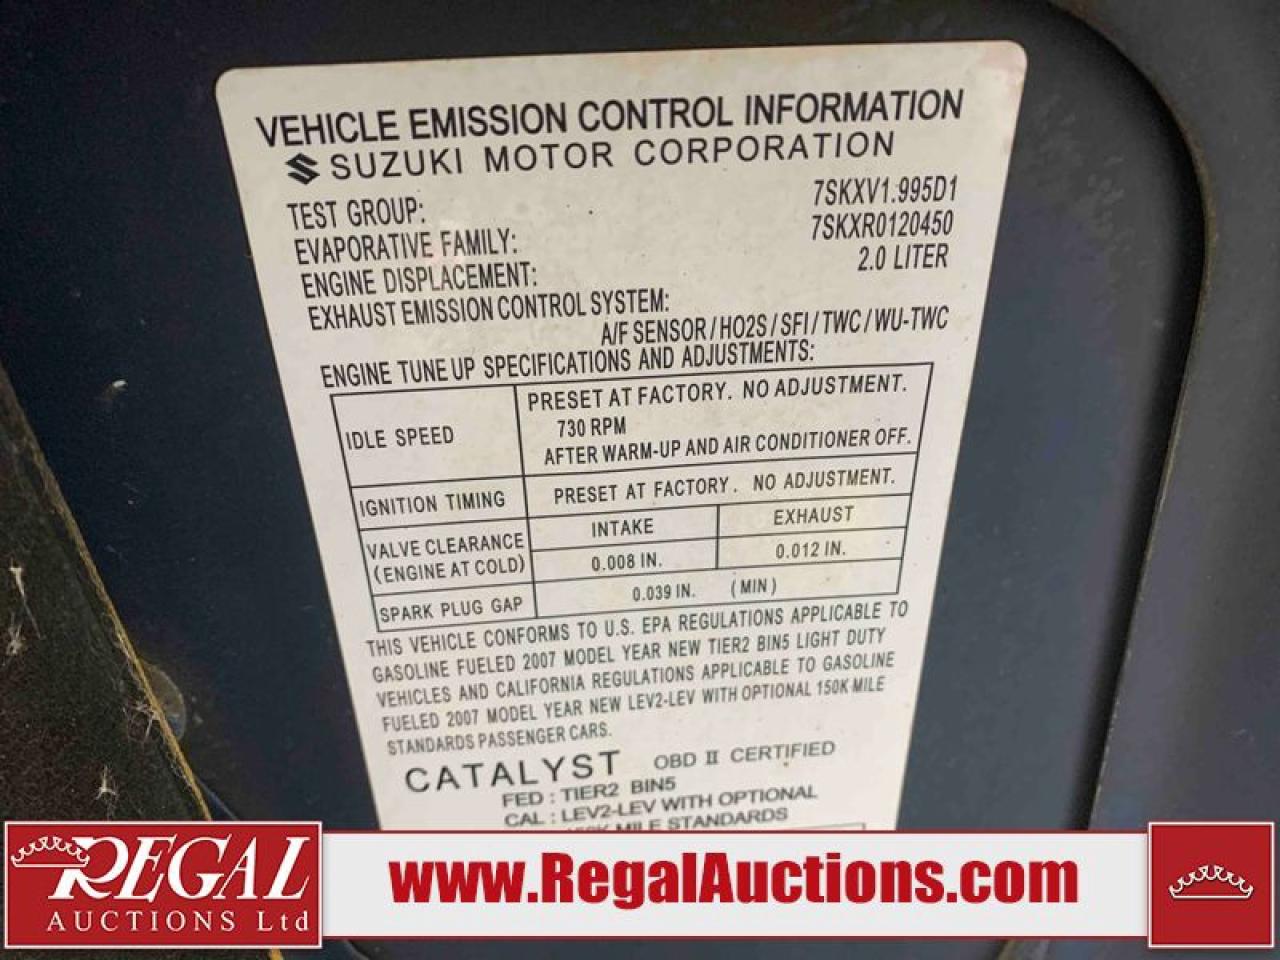 VEHICLE EMISSION CONTROL INFORMATION
SUZUKI MOTOR CORPORATION
TEST GROUP: 7SKXV1.995D1
EVAPORATIVE FAMILY: 7SKXR0120450
ENGINE DISPLACEMENT: 2.0 LITER
EXHAUST EMISSION CONTROL SYSTEM:
A/F SENSOR / HO2S / SFI / TWC / WU-TWC
ENGINE TUNE UP SPECIFICATIONS AND ADJUSTMENTS:
IDLE SPEED
PRESET AT FACTORY. NO ADJUSTMENT.
730 RPM
AFTER WARM-UP AND AIR CONDITIONER OFF.
IGNITION TIMING PRESET AT FACTORY. NO ADJUSTMENT.
VALVE CLEARANCE
(ENGINE AT COLD)
INTAKE EXHAUST
0.008 IN. 0.012 IN.
SPARK PLUG GAP 0.039 IN. (MIN)
THIS VEHICLE CONFORMS TO U.S. EPA REGULATIONS APPLICABLE TO
GASOLINE FUELED 2007 MODEL YEAR NEW TIER2 BIN5 LIGHT DUTY
VEHICLES AND CALIFORNIA REGULATIONS APPLICABLE TO GASOLINE
FUELED 2007 MODEL YEAR NEW LEV2-LEV WITH OPTIONAL 150K MILE
STANDARDS PASSENGER CARS.
CATALYST OBD II CERTIFIED
FED : TIER2 BIN5
CAL : LEV2-LEV WITH OPTIONAL
150K MILE STANDARDS
REGAL
AUCTIONS Ltd
www.RegalAuctions.com